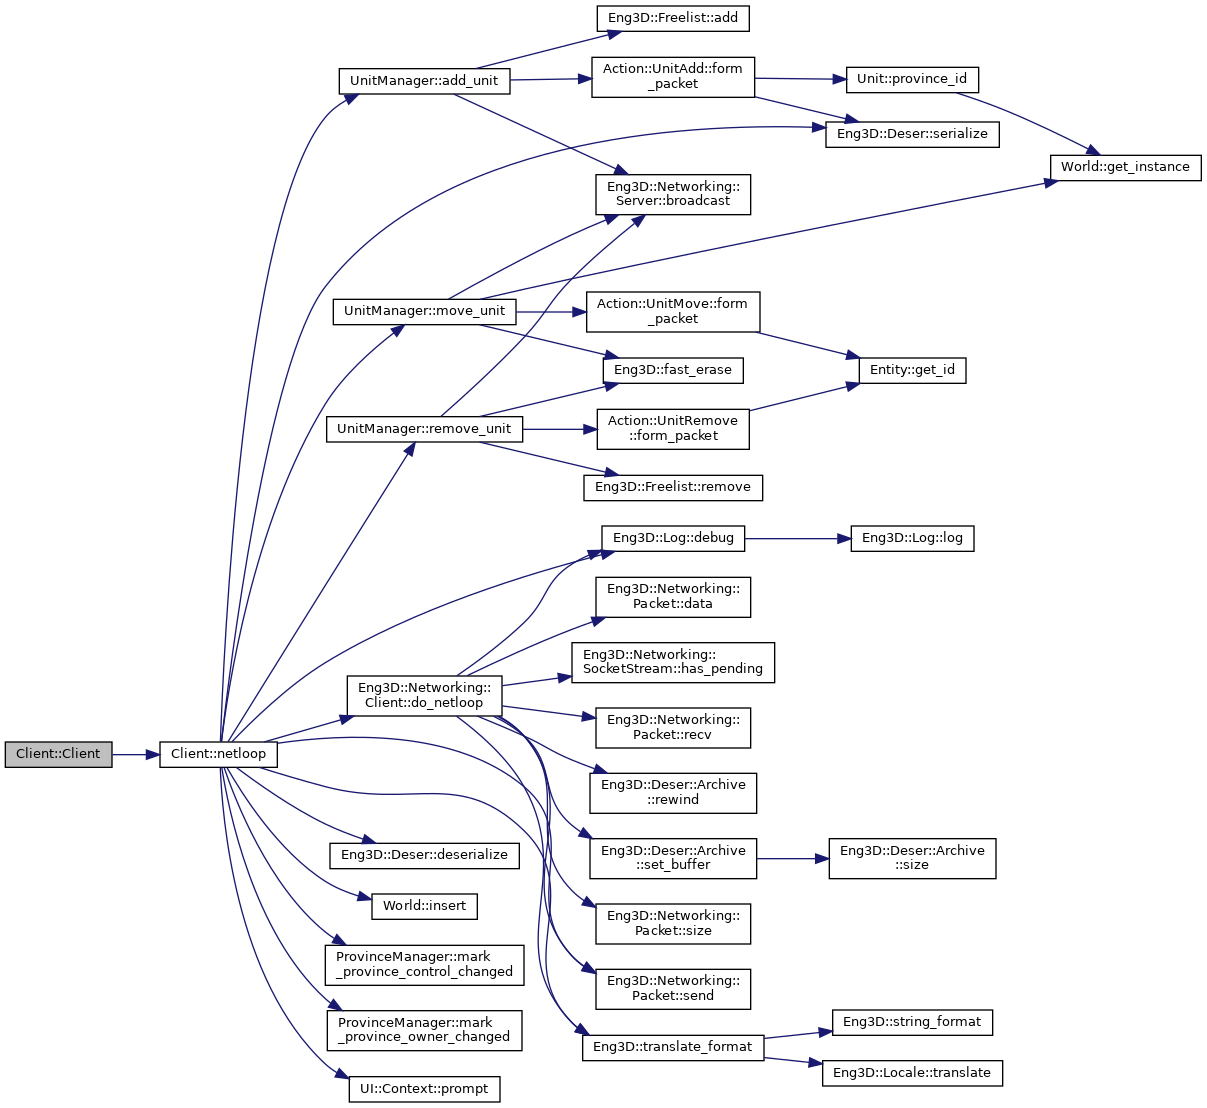 Eng3D::Freelist::add
UnitManager::add_unit
Action::UnitAdd::form
_packet
Unit::province_id
Eng3D::Deser::serialize
World::get_instance
Eng3D::Networking::
Server::broadcast
UnitManager::move_unit
Action::UnitMove::form
_packet
Eng3D::fast_erase
Entity::get_id
UnitManager::remove_unit
Action::UnitRemove
::form_packet
Eng3D::Freelist::remove
Eng3D::Log::debug
Eng3D::Log::log
Eng3D::Networking::
Packet::data
Eng3D::Networking::
SocketStream::has_pending
Eng3D::Networking::
Client::do_netloop
Eng3D::Networking::
Packet::recv
Client::Client
Client::netloop
Eng3D::Deser::Archive
::rewind
Eng3D::Deser::deserialize
Eng3D::Deser::Archive
::set_buffer
Eng3D::Deser::Archive
::size
World::insert
Eng3D::Networking::
Packet::size
ProvinceManager::mark
_province_control_changed
Eng3D::Networking::
Packet::send
ProvinceManager::mark
_province_owner_changed
Eng3D::string_format
Eng3D::translate_format
Eng3D::Locale::translate
UI::Context::prompt